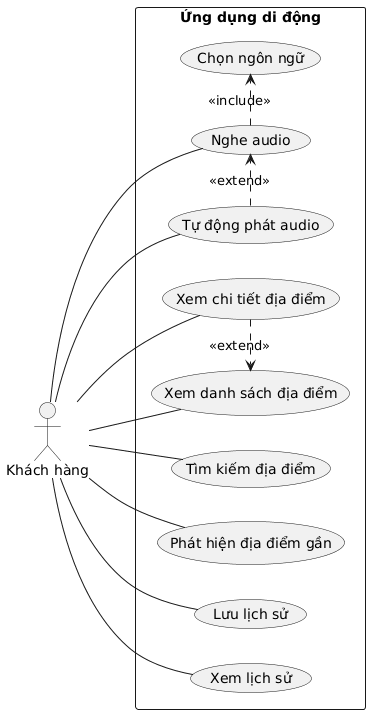 Ứng dụng di động
Chọn ngôn ngữ
«include»
Nghe audio
«extend»
Tự động phát audio
Xem chi tiết địa điểm
«extend»
Xem danh sách địa điểm
Khách hàng
Tìm kiếm địa điểm
Phát hiện địa điểm gần
Lưu lịch sử
Xem lịch sử